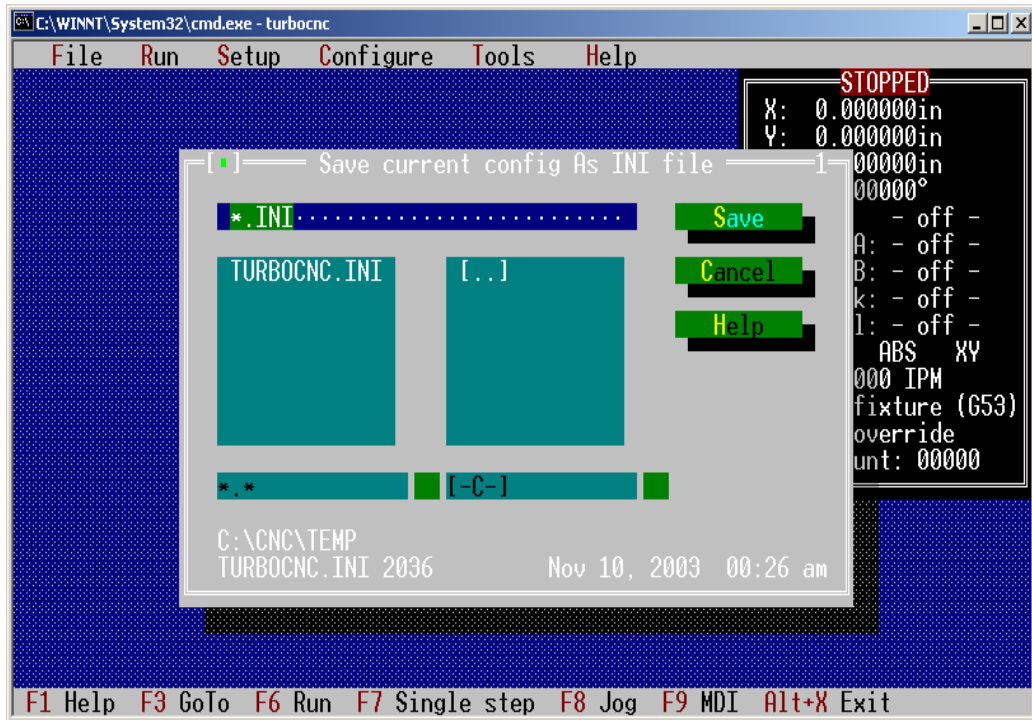 C:\WINNT\System32\cmd.exe - turbocnc
File Run Setup Configure Tools Help
STOPPED
X: 0.000000in
Y: 0.000000in
00000in
00000°
- off -
A: - off -
B: - off -
k: - off -
l: - off -
ABS XY
000 IPM
fixture (G53)
override
unt: 00000
Save current config As INI file 1
*.INI
Save
TURBOCNC.INI [..]
Cancel
Help
*.* [-C-]
C:\CNC\TEMP
TURBOCNC.INI 2036 Nov 10, 2003 00:26 am
F1 Help F3 GoTo F6 Run F7 Single step F8 Jog F9 MDI Alt+X Exit